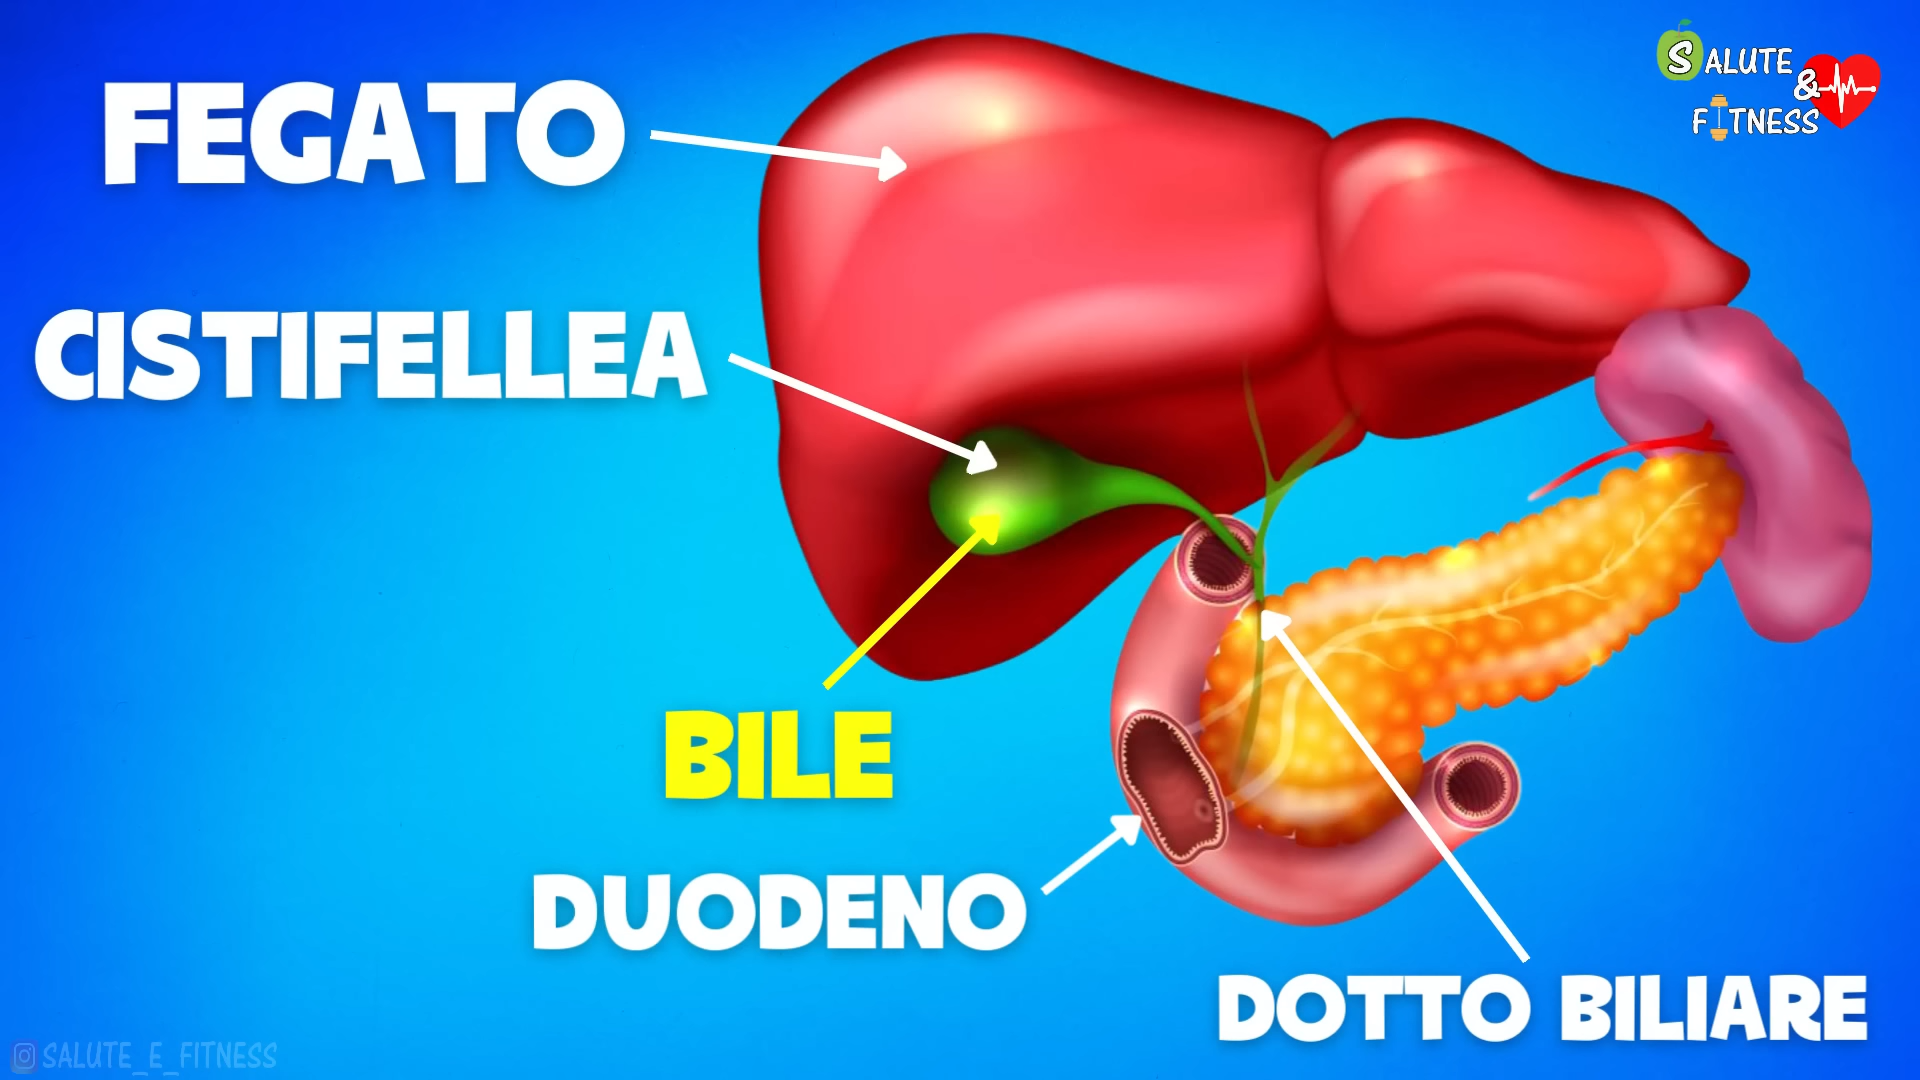 SALUTE
&
FITNESS
FEGATO
CISTIFELLEA
BILE
DUODENO
DOTTO BILIARE
SALUTE_E_FITNESS